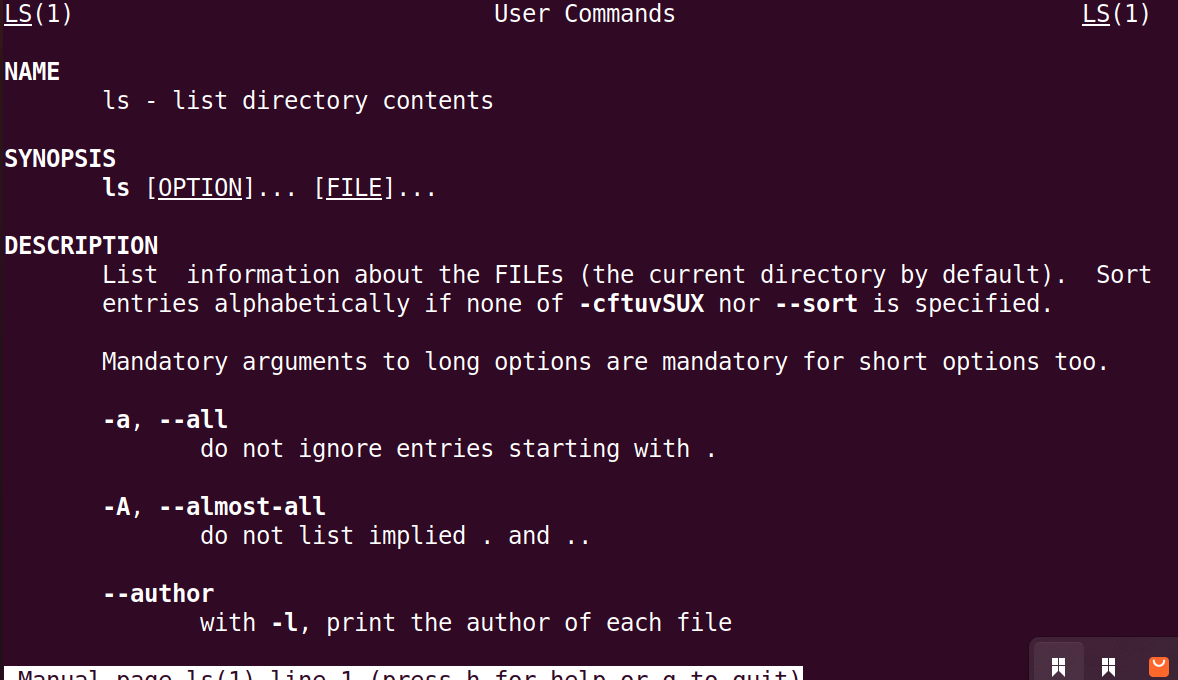 LS(1) User Commands LS(1)
NAME
ls - list directory contents
SYNOPSIS
ls [OPTION]... [FILE]...
DESCRIPTION
List  information about the FILEs (the current directory by default).  Sort
entries alphabetically if none of -cftuvSUX nor --sort is specified.
Mandatory arguments to long options are mandatory for short options too.
-a, --all
do not ignore entries starting with .
-A, --almost-all
do not list implied . and ..
--author
with -l, print the author of each file
Manual page ls(1) line 1 (press h for help or q to quit)